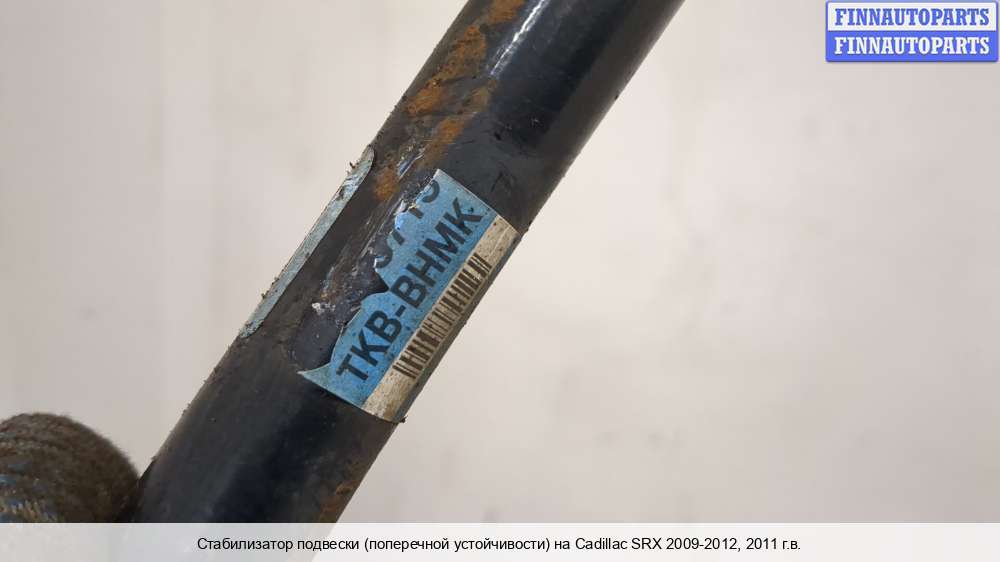 FINNAUTOPARTS
FINNAUTOPARTS
TKB-BHMK
Стабилизатор подвески (поперечной устойчивости) на Cadillac SRX 2009-2012, 2011 г.в.